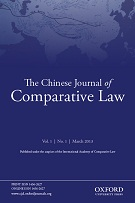 The Chinese Journal of
Comparative Law
Vol. 1 | No. 1 | March 2013
Published under the auspices of the International Academy of Comparative Law
OXFORD
UNIVERSITY PRESS